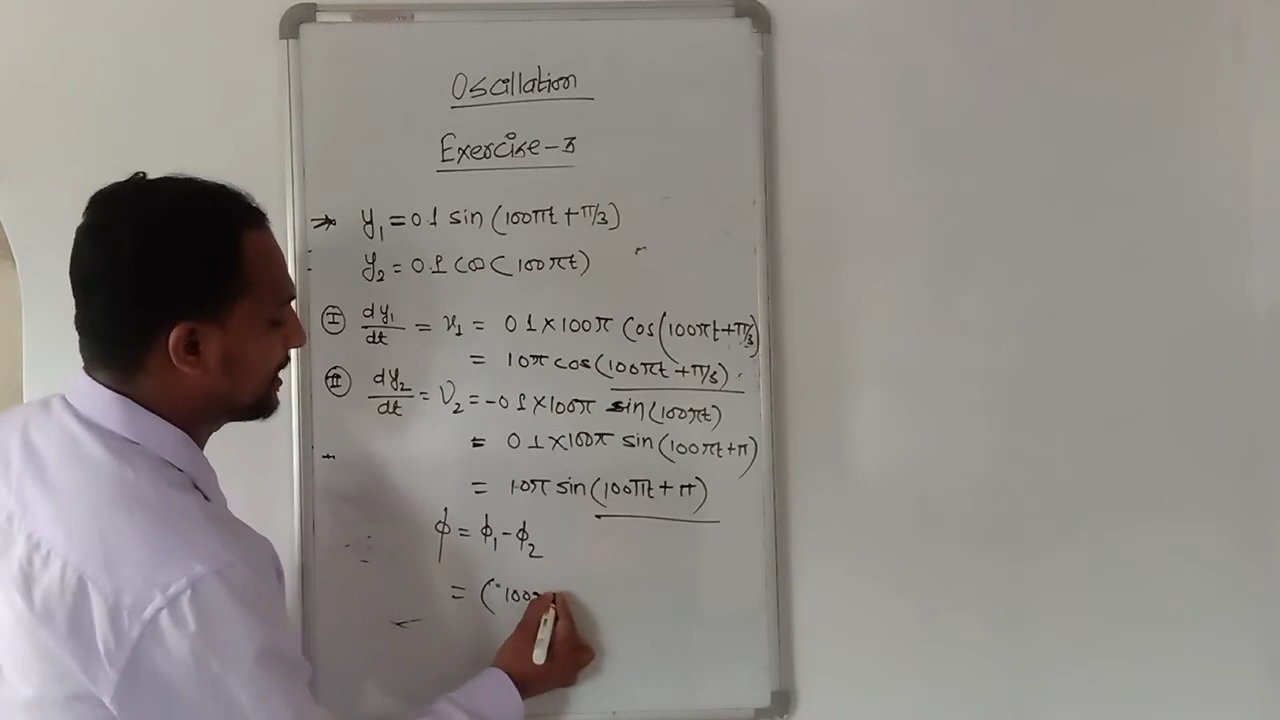 Oscillation
Exercise-3
→ y₁ = 0.1 sin (100πt + π/3)
y₂ = 0.1 cos (100πt)
Ⓘ dy₁/dt = v₁ = 0.1 × 100π cos(100πt + π/3)
= 10π cos(100πt + π/3).
Ⓘⓘ dy₂/dt = v₂ = -0.1 × 100π sin(100πt)
= 0.1 × 100π sin(100πt + π)
= 10π sin(100πt + π)
ϕ = ϕ₁ - ϕ₂
= (100π